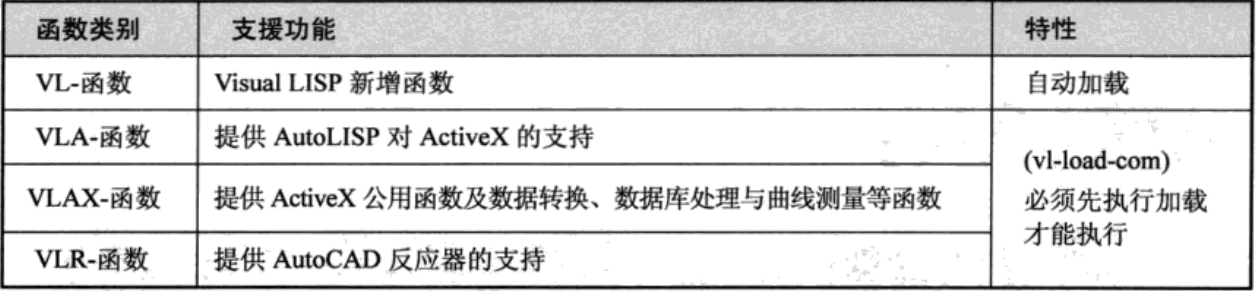 函数类别 支援功能 特性
VL-函数 Visual LISP 新增函数 自动加载
VLA-函数 提供 AutoLISP 对 ActiveX 的支持
VLAX-函数 提供 ActiveX 公用函数及数据转换、数据库处理与曲线测量等函数
VLR-函数 提供 AutoCAD 反应器的支持
(vl-load-com)
必须先执行加载
才能执行